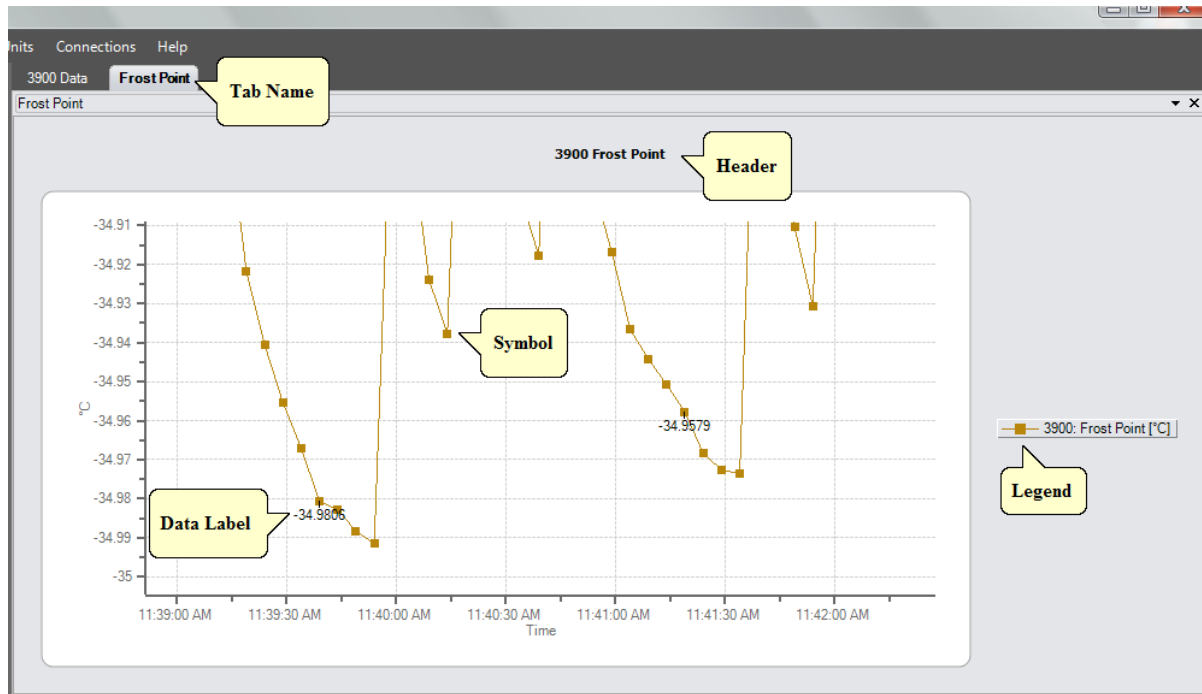 Units Connections Help
3900 Data Frost Point
Tab Name
Frost Point
3900 Frost Point
Header
-34.91
-34.92
-34.93
-34.94
Symbol
-34.95
°C
-34.96
-34.9579
3900: Frost Point [°C]
-34.97
Legend
-34.98
-34.9806
Data Label
-34.99
-35
11:39:00 AM 11:39:30 AM 11:40:00 AM 11:40:30 AM 11:41:00 AM 11:41:30 AM 11:42:00 AM
Time